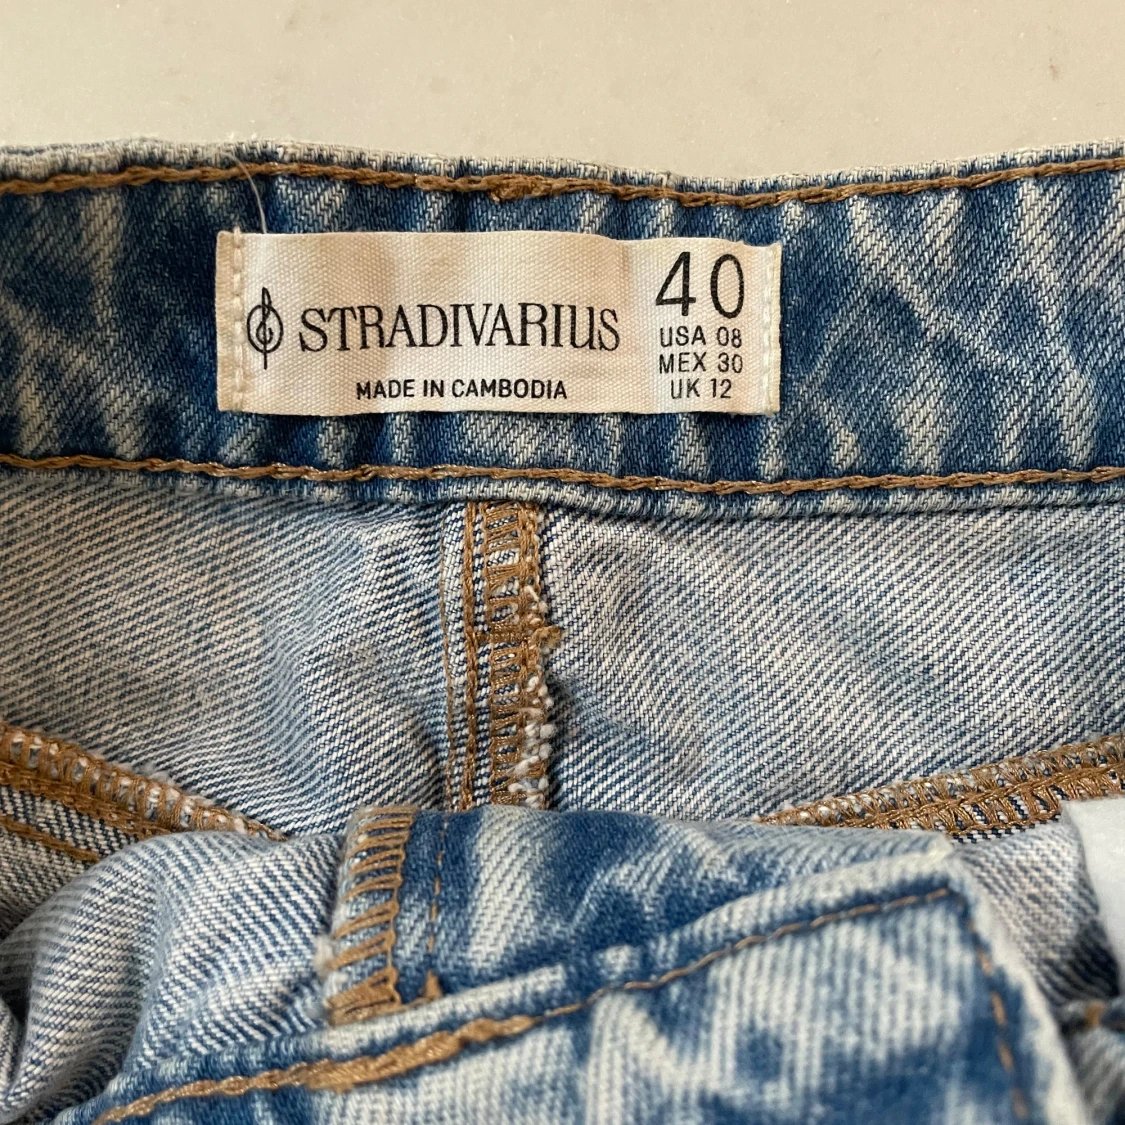 STRADIVARIUS
MADE IN CAMBODIA
40
USA 08
MEX 30
UK 12